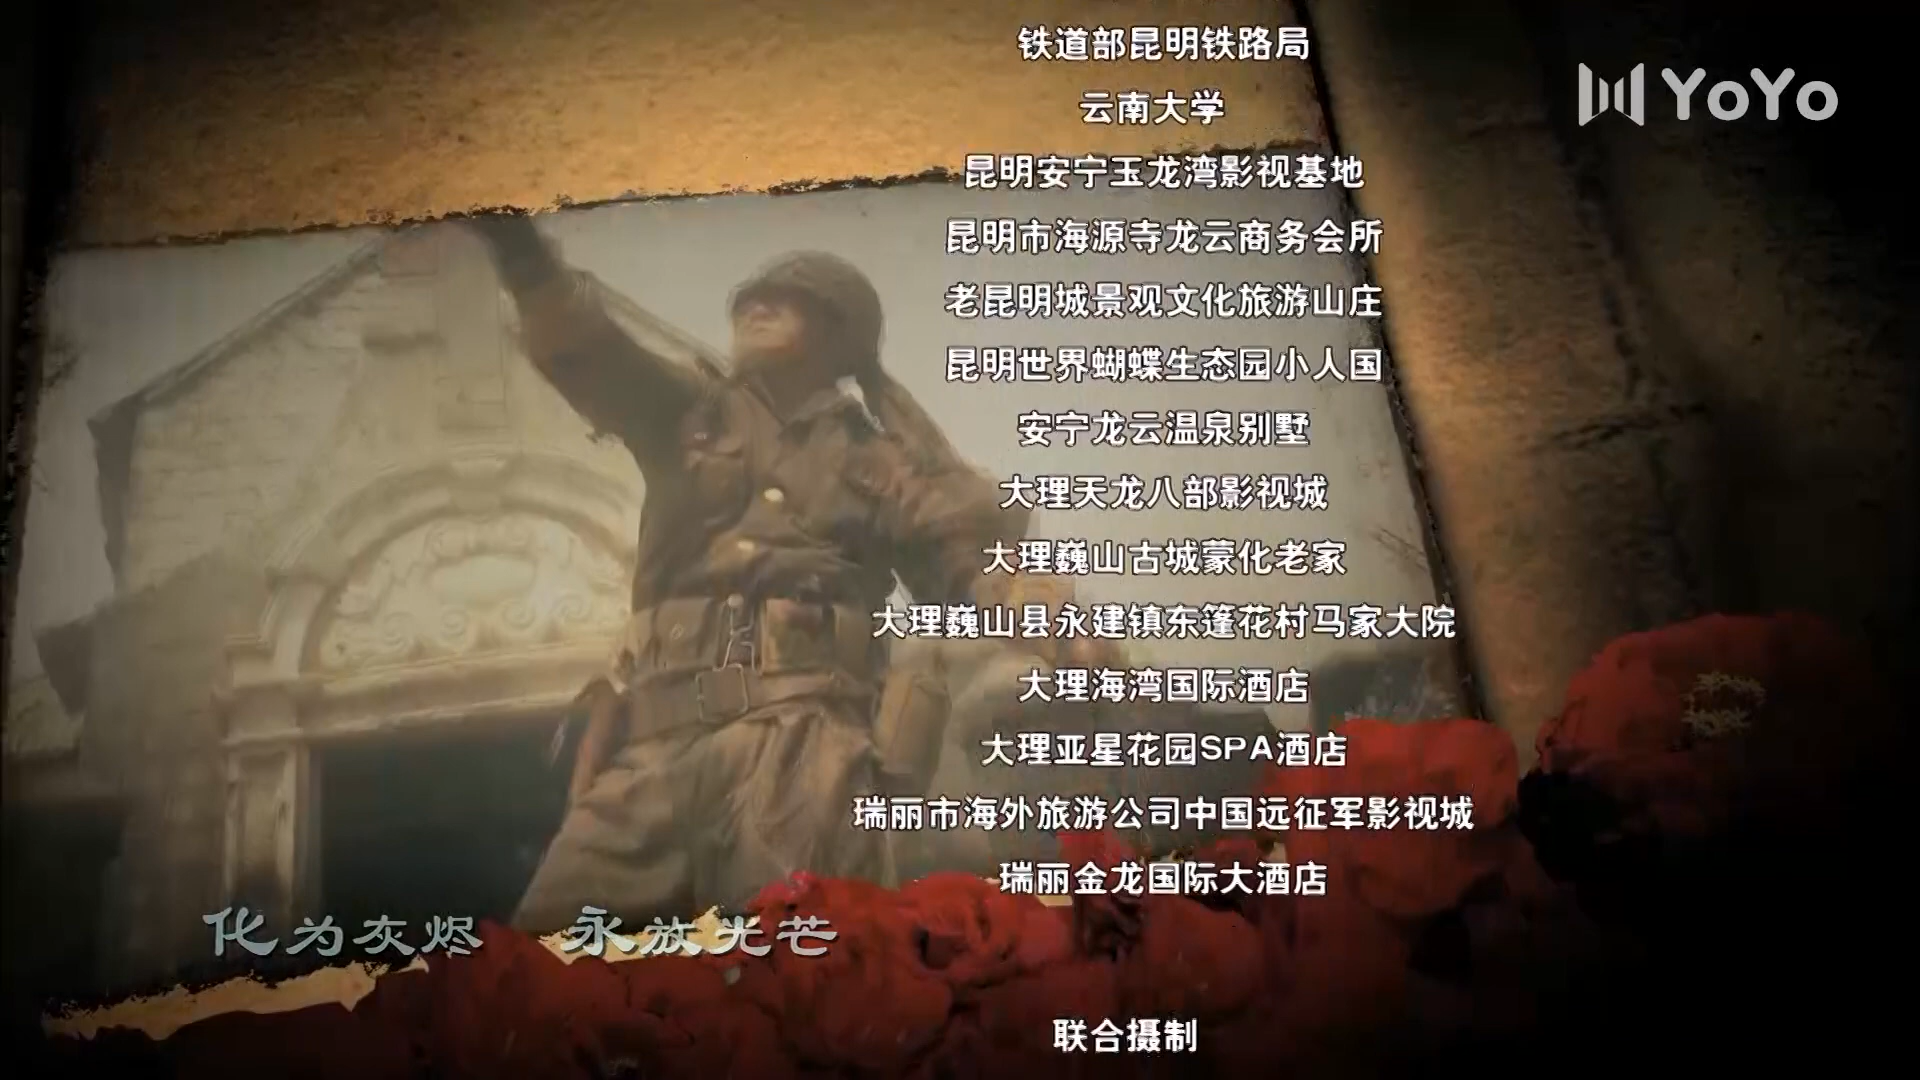 铁道部昆明铁路局
YoYo
云南大学
昆明安宁玉龙湾影视基地
昆明市海源寺龙云商务会所
老昆明城景观文化旅游山庄
昆明世界蝴蝶生态园小人国
安宁龙云温泉别墅
大理天龙八部影视城
大理巍山古城蒙化老家
大理巍山县永建镇东篷花村马家大院
大理海湾国际酒店
大理亚星花园SPA酒店
瑞丽市海外旅游公司中国远征军影视城
瑞丽金龙国际大酒店
化为灰烬 永放光芒
联合摄制